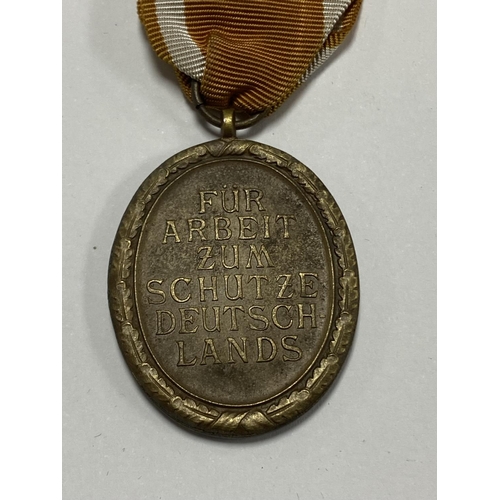 FÜR
ARBEIT
ZUM
SCHUTZE
DEUTSCH
LANDS